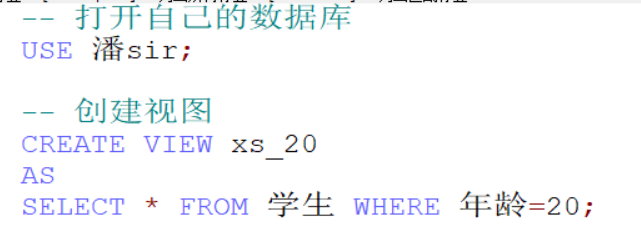 -- 打开自己的数据库
USE 潘sir;
-- 创建视图
CREATE VIEW xs_20
AS
SELECT * FROM 学生 WHERE 年龄=20;